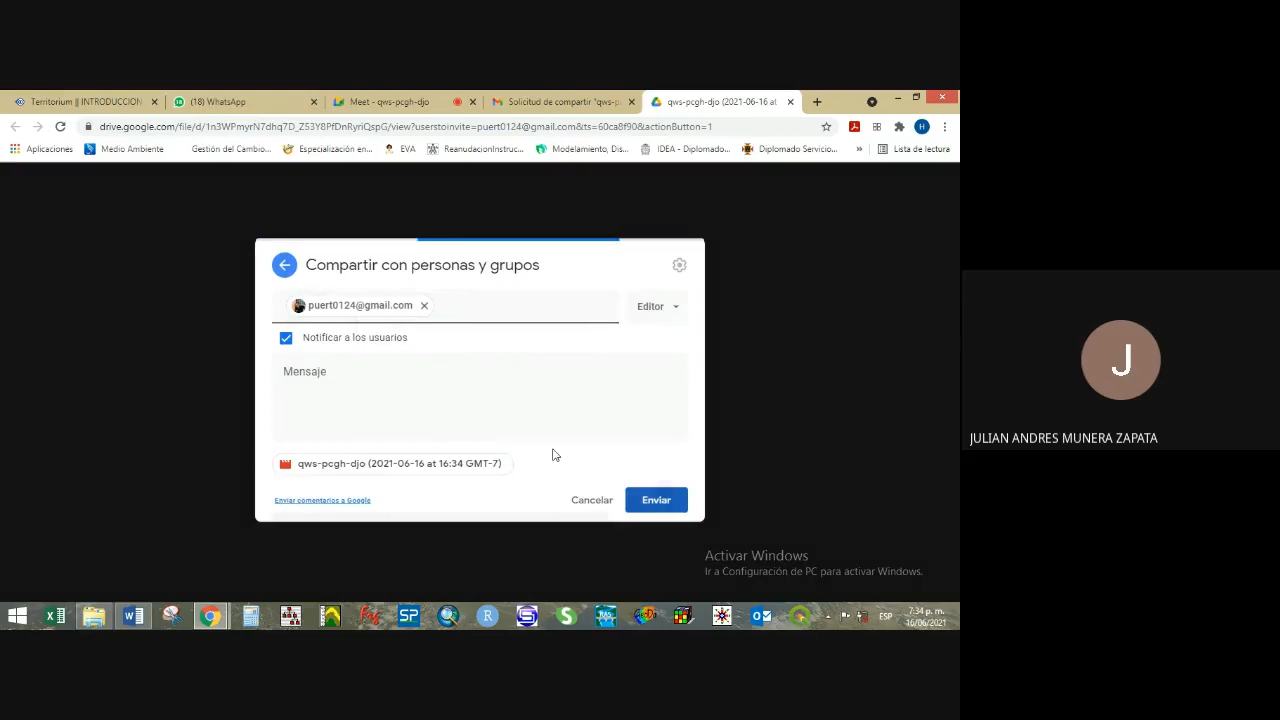 Territorium || INTRODUCCION
(18) WhatsApp
Meet - qws-pcgh-djo
Solicitud de compartir "qws-p
qws-pcgh-djo (2021-06-16 at
drive.google.com/file/d/1n3WPmyrN7dhq7D_Z53Y8PfDnRyriQspG/view?userstoinvite=puert0124@gmail.com&ts=60ca8f90&actionButton=1
H
Aplicaciones
Medio Ambiente
Gestión del Cambio...
Especialización en...
EVA
ReanudacionInstruc...
Modelamiento, Dis...
IDEA - Diplomado...
Diplomado Servicio...
»
Lista de lectura
Compartir con personas y grupos
puert0124@gmail.com
Editor
Notificar a los usuarios
Mensaje
qws-pcgh-djo (2021-06-16 at 16:34 GMT-7)
Enviar comentarios a Google
Cancelar
Enviar
Activar Windows
Ir a Configuración de PC para activar Windows.
SP
R
ESP
7:34 p. m.
16/06/2021
J
JULIAN ANDRES MUNERA ZAPATA